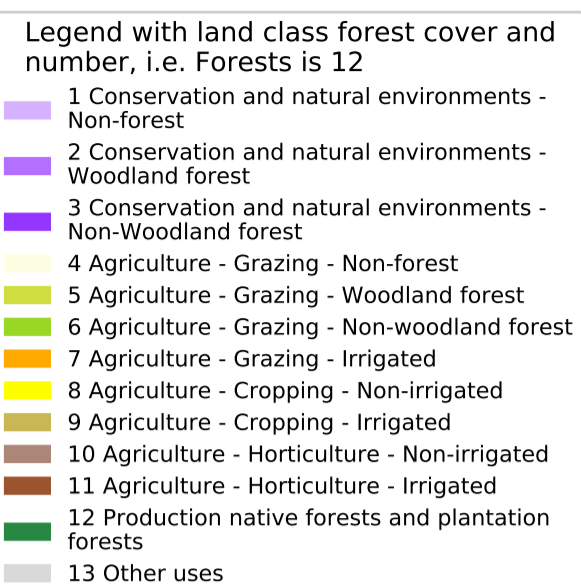 Legend with land class forest cover and
number, i.e. Forests is 12
1 Conservation and natural environments -
Non-forest
2 Conservation and natural environments -
Woodland forest
3 Conservation and natural environments -
Non-Woodland forest
4 Agriculture - Grazing - Non-forest
5 Agriculture - Grazing - Woodland forest
6 Agriculture - Grazing - Non-woodland forest
7 Agriculture - Grazing - Irrigated
8 Agriculture - Cropping - Non-irrigated
9 Agriculture - Cropping - Irrigated
10 Agriculture - Horticulture - Non-irrigated
11 Agriculture - Horticulture - Irrigated
12 Production native forests and plantation
forests
13 Other uses